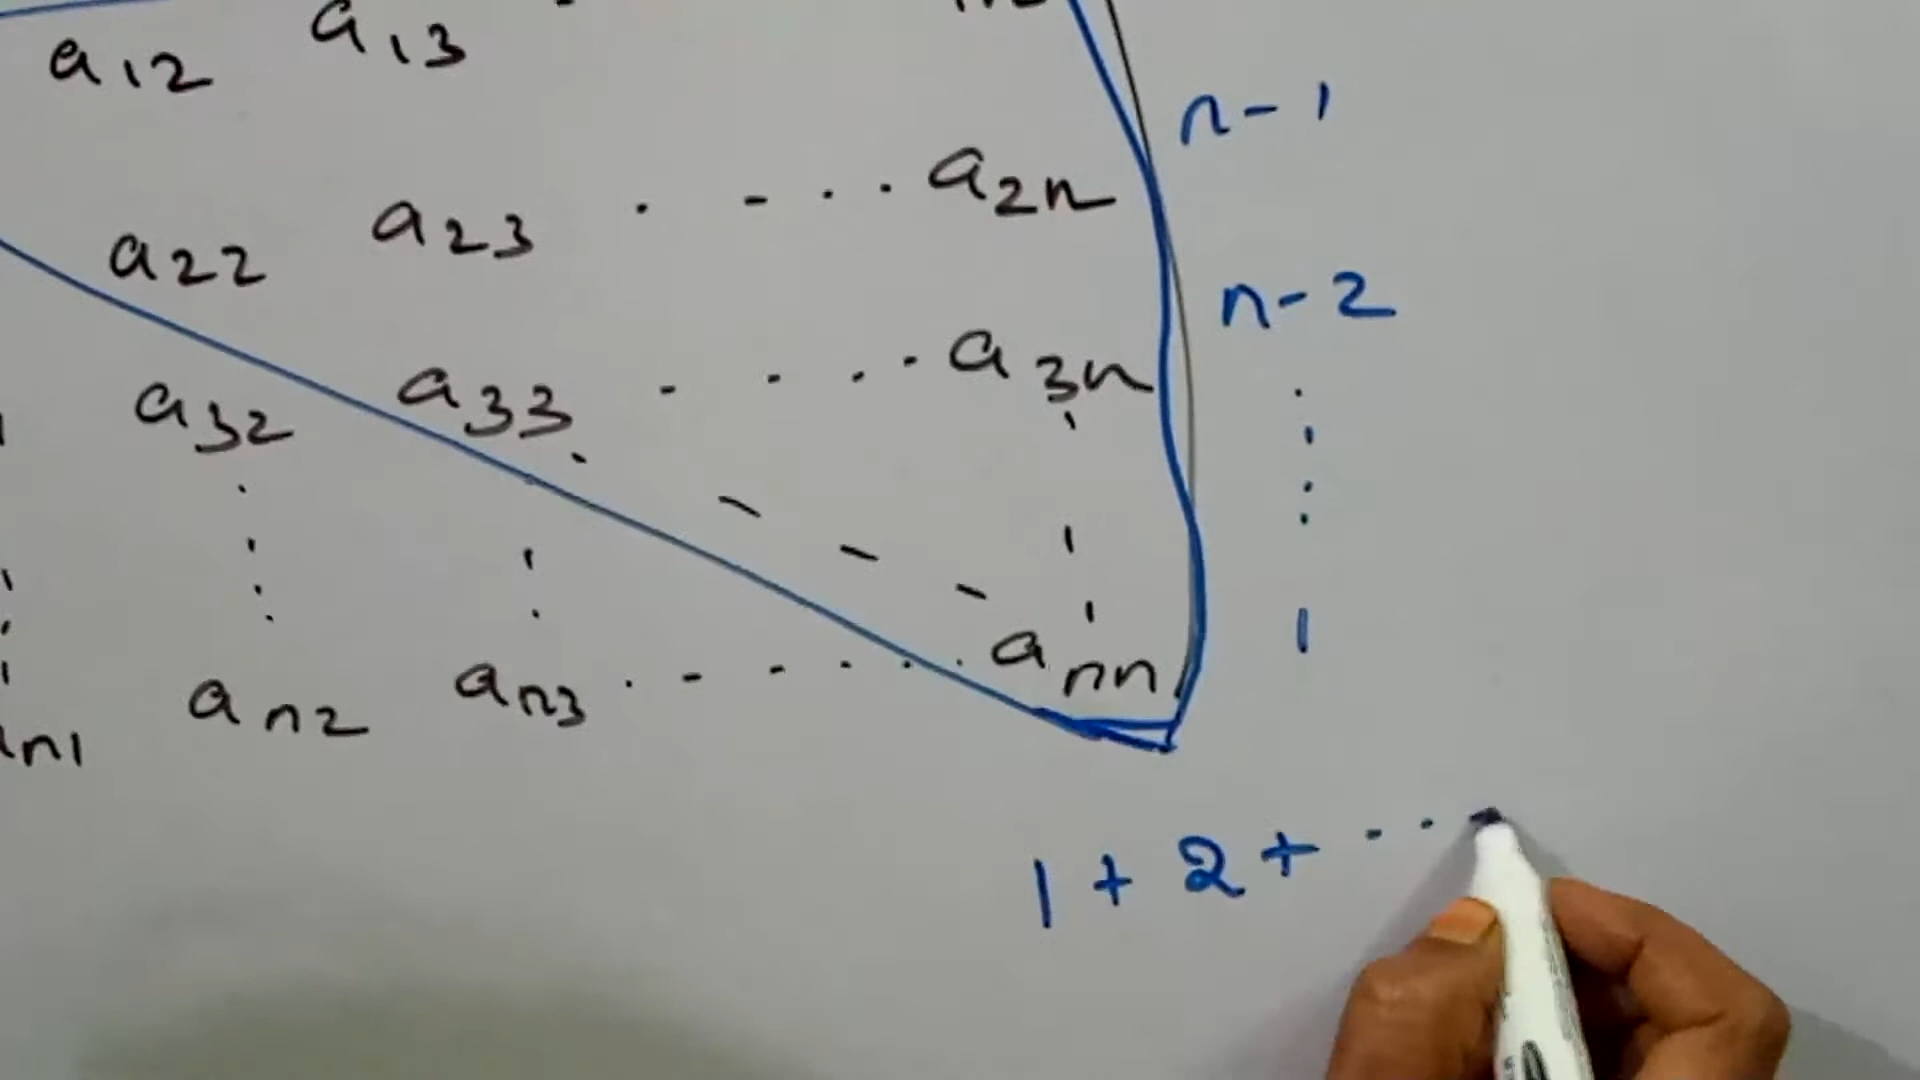 a12 a13
a22 a23 . - . . . a2n n-1
a32 a33 - - - - . a3n n-2
an1 an2 an3 . - - . . . ann 1
1 + 2 + - - -